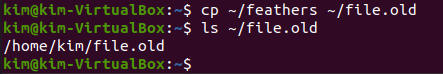 kim@kim-VirtualBox:~$ cp ~/feathers ~/file.old
kim@kim-VirtualBox:~$ ls ~/file.old
/home/kim/file.old
kim@kim-VirtualBox:~$